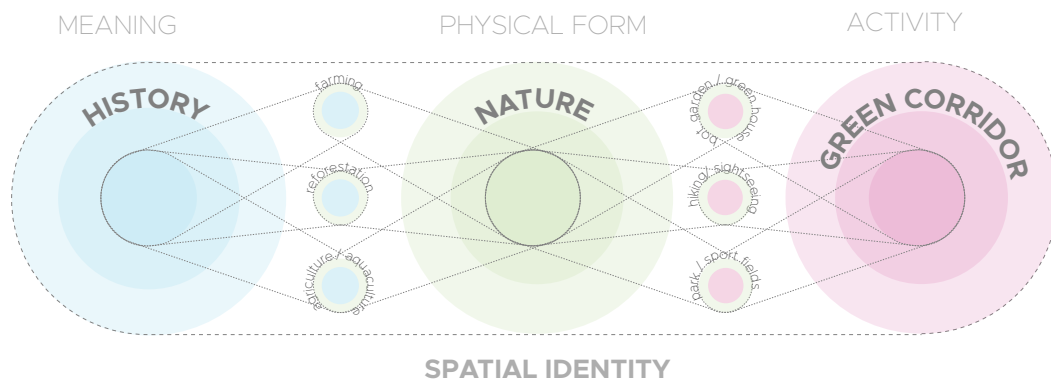 MEANING
PHYSICAL FORM
ACTIVITY
HISTORY
farming
NATURE
bot. garden / green house
GREEN CORRIDOR
reforestation
hiking/ sightseeing
agriculture / aquaculture
park / sport fields
SPATIAL IDENTITY